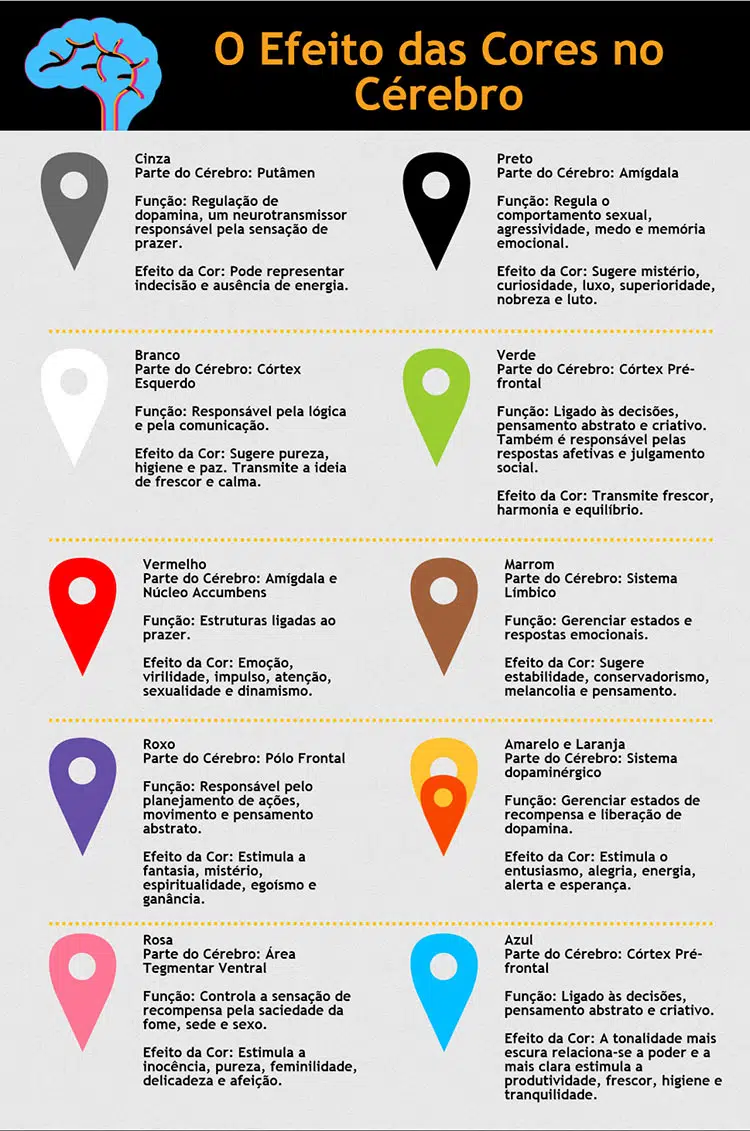 O Efeito das Cores no
Cérebro
Cinza
Parte do Cérebro: Putâmen
Função: Regulação de
dopamina, um neurotransmissor
responsável pela sensação de
prazer.
Efeito da Cor: Pode representar
indecisão e ausência de energia.
Preto
Parte do Cérebro: Amígdala
Função: Regula o
comportamento sexual,
agressividade, medo e memória
emocional.
Efeito da Cor: Sugere mistério,
curiosidade, luxo, superioridade,
nobreza e luto.
Branco
Parte do Cérebro: Córtex
Esquerdo
Função: Responsável pela lógica
e pela comunicação.
Efeito da Cor: Sugere pureza,
higiene e paz. Transmite a ideia
de frescor e calma.
Verde
Parte do Cérebro: Córtex Pré-
frontal
Função: Ligado às decisões,
pensamento abstrato e criativo.
Também é responsável pelas
respostas afetivas e julgamento
social.
Efeito da Cor: Transmite frescor,
harmonia e equilíbrio.
Vermelho
Parte do Cérebro: Amígdala e
Núcleo Accumbens
Função: Estruturas ligadas ao
prazer.
Efeito da Cor: Emoção,
virilidade, impulso, atenção,
sexualidade e dinamismo.
Marrom
Parte do Cérebro: Sistema
Límbico
Função: Gerenciar estados e
respostas emocionais.
Efeito da Cor: Sugere
estabilidade, conservadorismo,
melancolia e pensamento.
Roxo
Parte do Cérebro: Pólo Frontal
Função: Responsável pelo
planejamento de ações,
movimento e pensamento
abstrato.
Efeito da Cor: Estimula a
fantasia, mistério,
espiritualidade, egoísmo e
ganância.
Amarelo e Laranja
Parte do Cérebro: Sistema
dopaminérgico
Função: Gerenciar estados de
recompensa e liberação de
dopamina.
Efeito da Cor: Estimula o
entusiasmo, alegria, energia,
alerta e esperança.
Rosa
Parte do Cérebro: Área
Tegmentar Ventral
Função: Controla a sensação de
recompensa pela saciedade da
fome, sede e sexo.
Efeito da Cor: Estimula a
inocência, pureza, feminilidade,
delicadeza e afeição.
Azul
Parte do Cérebro: Córtex Pré-
frontal
Função: Ligado às decisões,
pensamento abstrato e criativo.
Efeito da Cor: A tonalidade mais
escura relaciona-se a poder e a
mais clara estimula a
produtividade, frescor, higiene e
tranquilidade.